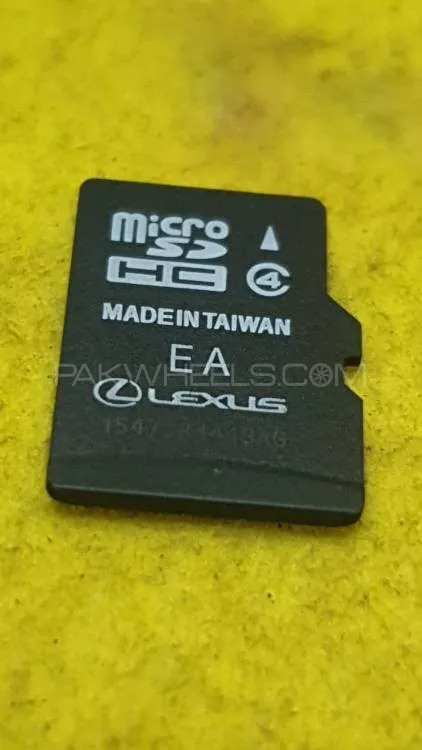 micro
SD
HC 4
MADE IN TAIWAN
EA
PAKWHEELS.COM
LEXUS